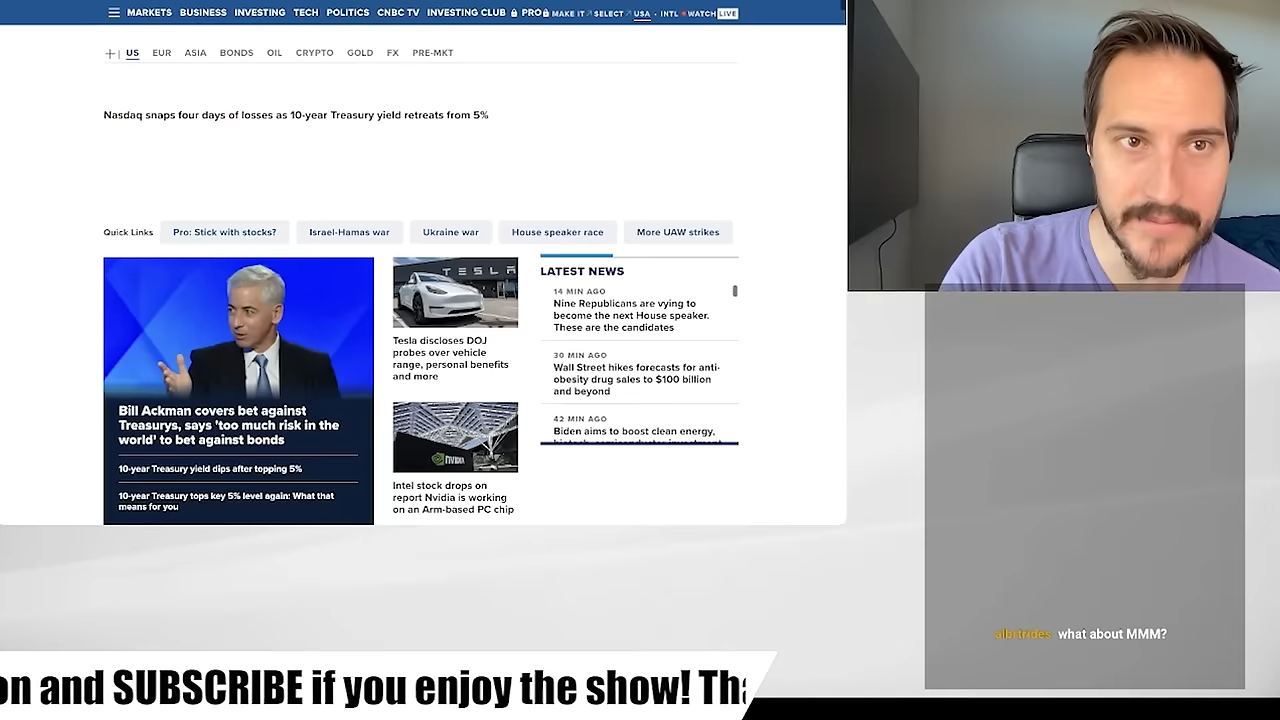 MARKETS BUSINESS INVESTING TECH POLITICS CNBC TV INVESTING CLUB PRO MAKE IT SELECT USA · INTL WATCH LIVE
US EUR ASIA BONDS OIL CRYPTO GOLD FX PRE-MKT
Nasdaq snaps four days of losses as 10-year Treasury yield retreats from 5%
Quick Links Pro: Stick with stocks? Israel-Hamas war Ukraine war House speaker race More UAW strikes
Bill Ackman covers bet against
Treasurys, says 'too much risk in the
world' to bet against bonds
10-year Treasury yield dips after topping 5%
10-year Treasury tops key 5% level again: What that
means for you
TESLA
Tesla discloses DOJ
probes over vehicle
range, personal benefits
and more
NVIDIA
Intel stock drops on
report Nvidia is working
on an Arm-based PC chip
LATEST NEWS
14 MIN AGO
Nine Republicans are vying to
become the next House speaker.
These are the candidates
30 MIN AGO
Wall Street hikes forecasts for anti-
obesity drug sales to $100 billion
and beyond
42 MIN AGO
Biden aims to boost clean energy,
biotech, semiconductor investment
what about MMM?
on and SUBSCRIBE if you enjoy the show! Tha